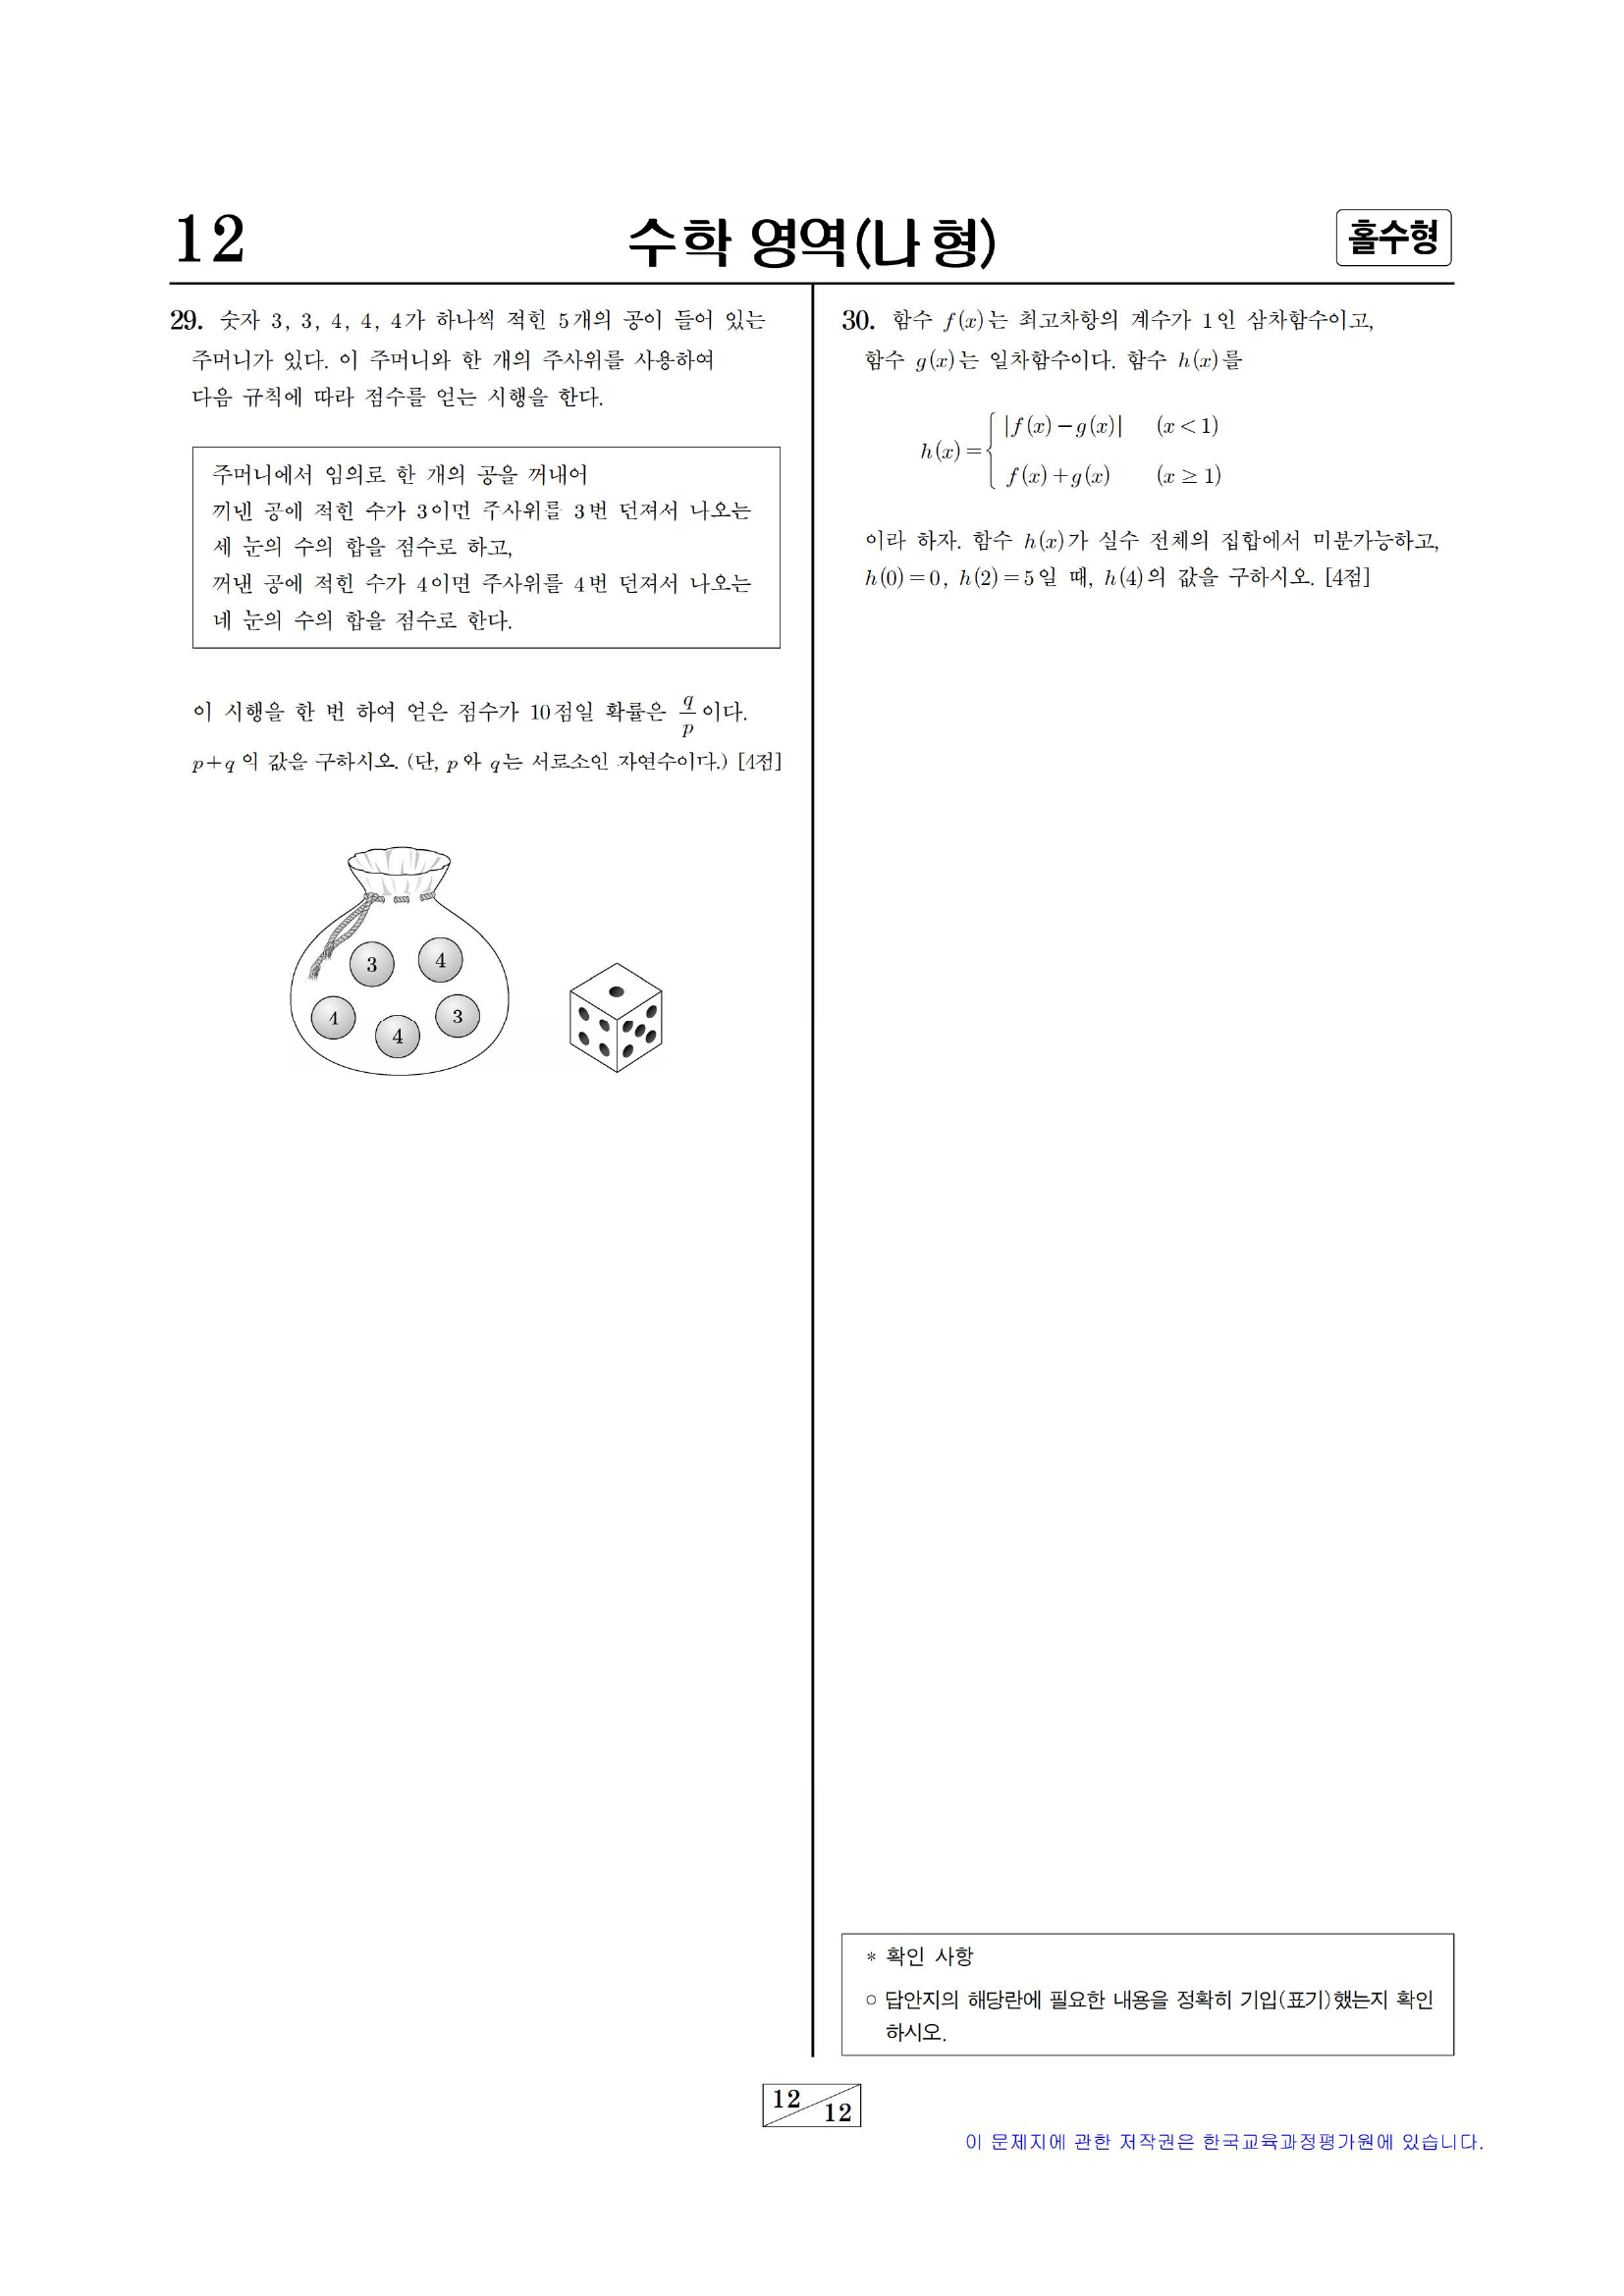 12
수학 영역(나 형)
홀수형
29. 숫자 3, 3, 4, 4, 4가 하나씩 적힌 5개의 공이 들어 있는
주머니가 있다. 이 주머니와 한 개의 주사위를 사용하여
다음 규칙에 따라 점수를 얻는 시행을 한다.
주머니에서 임의로 한 개의 공을 꺼내어
꺼낸 공에 적힌 수가 3이면 주사위를 3번 던져서 나오는
세 눈의 수의 합을 점수로 하고,
꺼낸 공에 적힌 수가 4이면 주사위를 4번 던져서 나오는
네 눈의 수의 합을 점수로 한다.
이 시행을 한 번 하여 얻은 점수가 10점일 확률은 q/p 이다.
p+q의 값을 구하시오. (단, p와 q는 서로소인 자연수이다.) [4점]
3 4
4 4 3
30. 함수 f(x)는 최고차항의 계수가 1인 삼차함수이고,
함수 g(x)는 일차함수이다. 함수 h(x)를
h(x) = { |f(x)-g(x)| (x<1)
f(x)+g(x) (x≥1)
이라 하자. 함수 h(x)가 실수 전체의 집합에서 미분가능하고,
h(0)=0, h(2)=5일 때, h(4)의 값을 구하시오. [4점]
* 확인 사항
○ 답안지의 해당란에 필요한 내용을 정확히 기입(표기)했는지 확인
하시오.
12
12
이 문제지에 관한 저작권은 한국교육과정평가원에 있습니다.